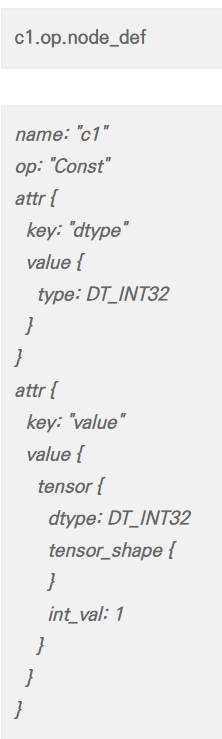 c1.op.node_def
name: "c1"
op: "Const"
attr {
  key: "dtype"
  value {
    type: DT_INT32
  }
}
attr {
  key: "value"
  value {
    tensor {
      dtype: DT_INT32
      tensor_shape {
      }
      int_val: 1
    }
  }
}